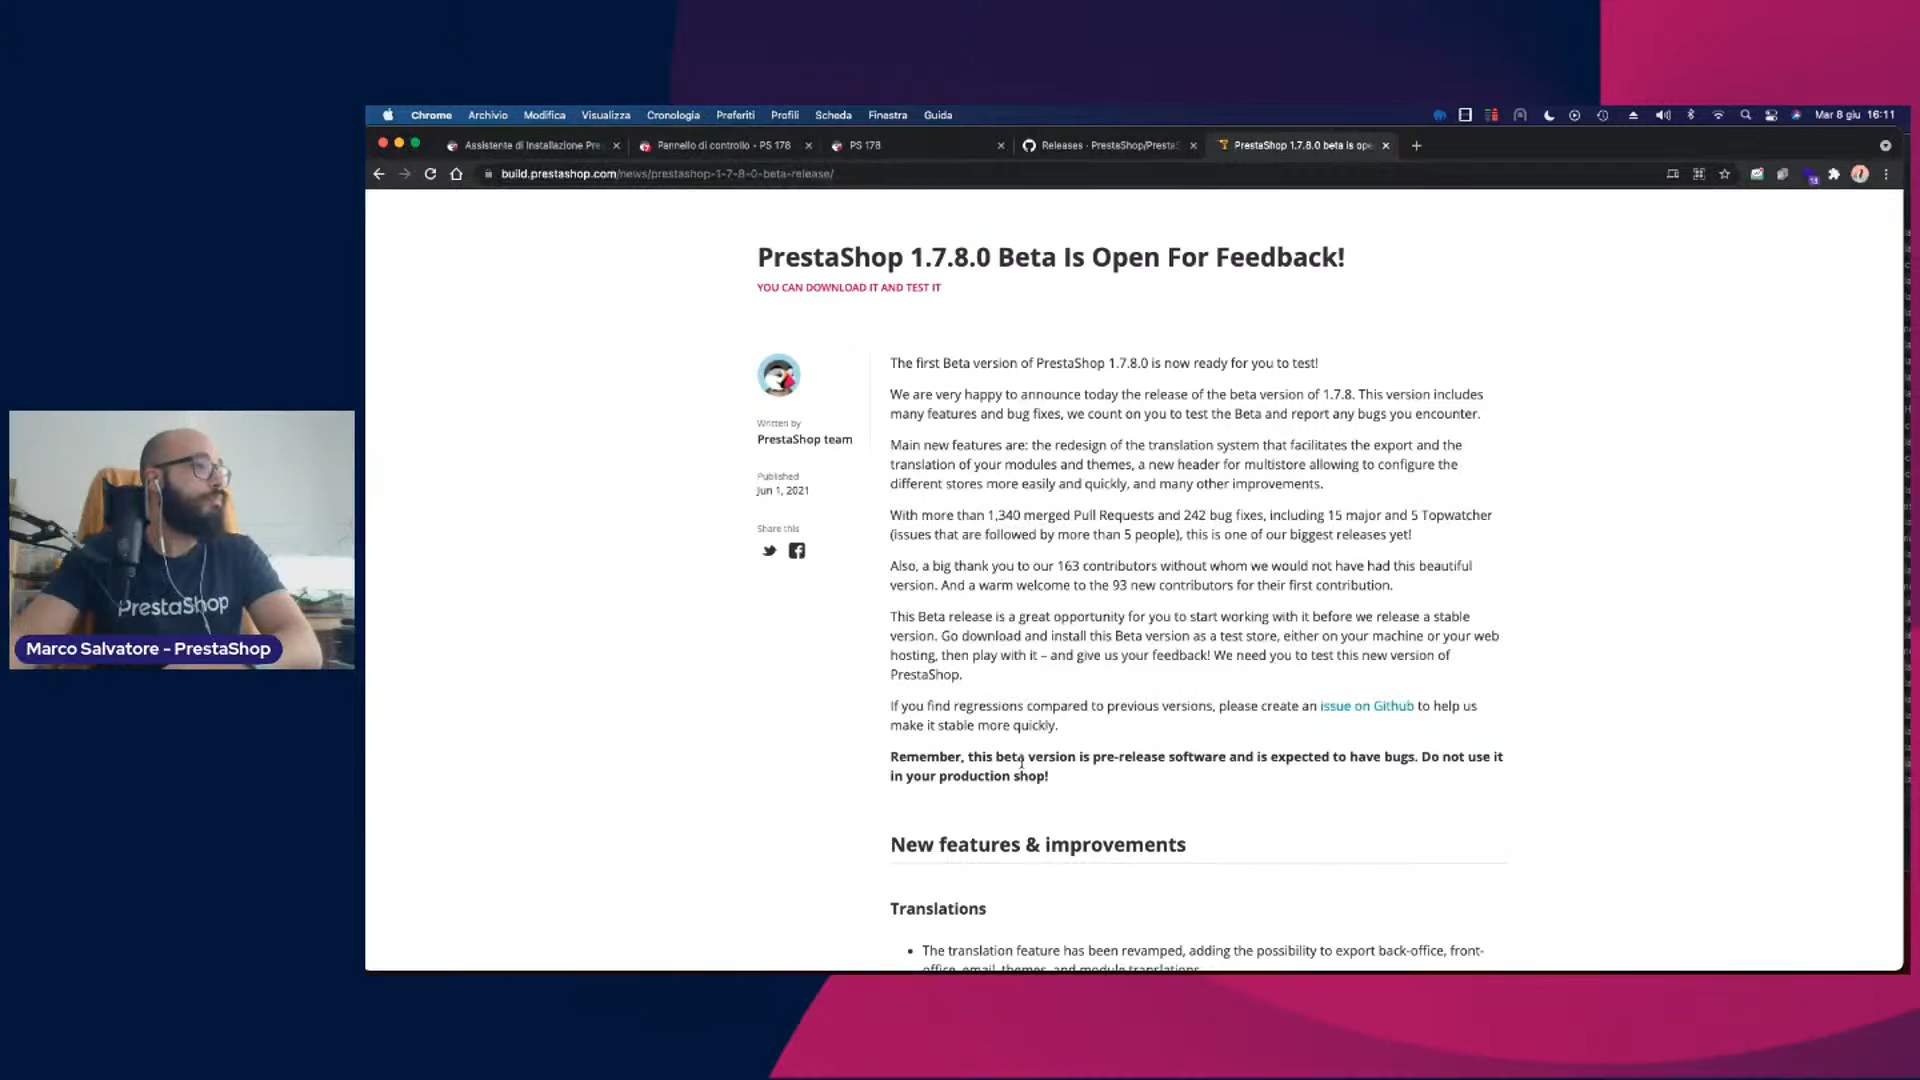 Chrome Archivio Modifica Visualizza Cronologia Preferiti Profili Scheda Finestra Guida
Mar 8 giu 16:11
Assistente di Installazione Pre
Pannello di controllo - PS 178
PS 178
Releases · PrestaShop/Presta
PrestaShop 1.7.8.0 beta is ope
build.prestashop.com/news/prestashop-1-7-8-0-beta-release/
PrestaShop 1.7.8.0 Beta Is Open For Feedback!
YOU CAN DOWNLOAD IT AND TEST IT
Written by
PrestaShop team
Published
Jun 1, 2021
Share this
The first Beta version of PrestaShop 1.7.8.0 is now ready for you to test!
We are very happy to announce today the release of the beta version of 1.7.8. This version includes
many features and bug fixes, we count on you to test the Beta and report any bugs you encounter.
Main new features are: the redesign of the translation system that facilitates the export and the
translation of your modules and themes, a new header for multistore allowing to configure the
different stores more easily and quickly, and many other improvements.
With more than 1,340 merged Pull Requests and 242 bug fixes, including 15 major and 5 Topwatcher
(issues that are followed by more than 5 people), this is one of our biggest releases yet!
Also, a big thank you to our 163 contributors without whom we would not have had this beautiful
version. And a warm welcome to the 93 new contributors for their first contribution.
This Beta release is a great opportunity for you to start working with it before we release a stable
version. Go download and install this Beta version as a test store, either on your machine or your web
hosting, then play with it – and give us your feedback! We need you to test this new version of
PrestaShop.
If you find regressions compared to previous versions, please create an issue on Github to help us
make it stable more quickly.
Remember, this beta version is pre-release software and is expected to have bugs. Do not use it
in your production shop!
New features & improvements
Translations
• The translation feature has been revamped, adding the possibility to export back-office, front-
office, email, themes, and module translations
PrestaShop
Marco Salvatore - PrestaShop